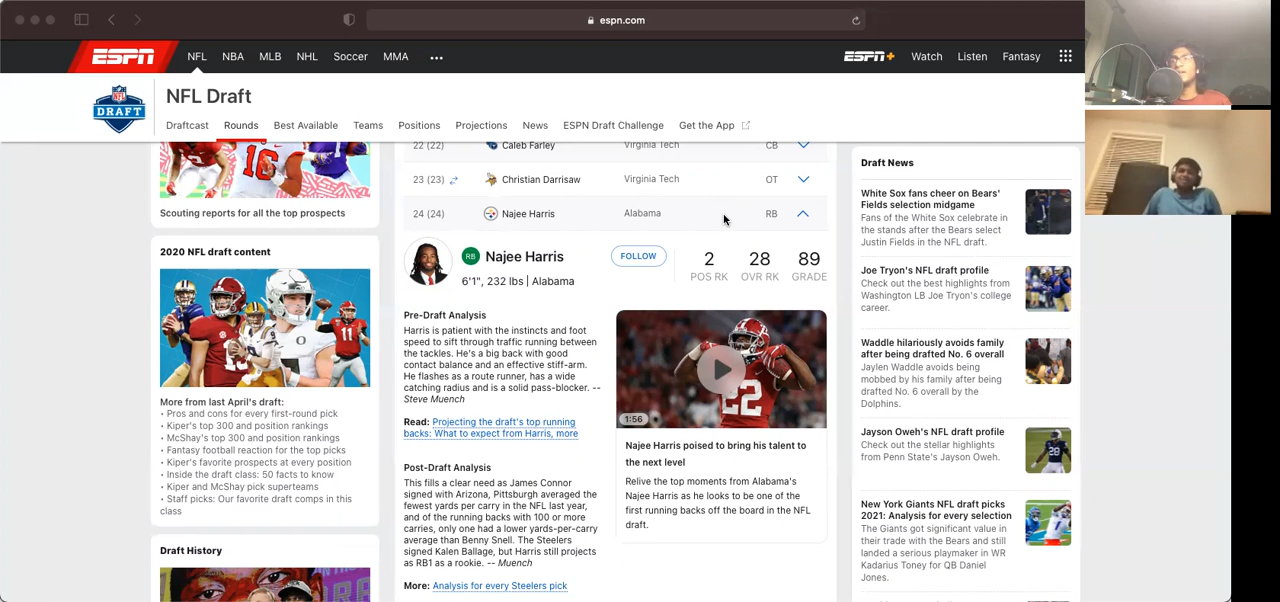 espn.com
ESPN NFL NBA MLB NHL Soccer MMA ••• ESPN+ Watch Listen Fantasy
NFL DRAFT
NFL Draft
Draftcast Rounds Best Available Teams Positions Projections News ESPN Draft Challenge Get the App
Scouting reports for all the top prospects
2020 NFL draft content
More from last April's draft:
• Pros and cons for every first-round pick
• Kiper's top 300 and position rankings
• McShay's top 300 and position rankings
• Fantasy football reaction for the top picks
• Kiper's favorite prospects at every position
• Inside the draft class: 50 facts to know
• Kiper and McShay pick superteams
• Staff picks: Our favorite draft comps in this
class
Draft History
22 (22) Caleb Farley Virginia Tech CB
23 (23) Christian Darrisaw Virginia Tech OT
24 (24) Najee Harris Alabama RB
RB Najee Harris
6'1", 232 lbs | Alabama
FOLLOW
2 28 89
POS RK OVR RK GRADE
Pre-Draft Analysis
Harris is patient with the instincts and foot
speed to sift through traffic running between
the tackles. He's a big back with good
contact balance and an effective stiff-arm.
He flashes as a route runner, has a wide
catching radius and is a solid pass-blocker. --
Steve Muench
Read: Projecting the draft's top running
backs: What to expect from Harris, more
Post-Draft Analysis
This fills a clear need as James Connor
signed with Arizona, Pittsburgh averaged the
fewest yards per carry in the NFL last year,
and of the running backs with 100 or more
carries, only one had a lower yards-per-carry
average than Benny Snell. The Steelers
signed Kalen Ballage, but Harris still projects
as RB1 as a rookie. -- Muench
More: Analysis for every Steelers pick
22
1:56
Najee Harris poised to bring his talent to
the next level
Relive the top moments from Alabama's
Najee Harris as he looks to be one of the
first running backs off the board in the NFL
draft.
Draft News
White Sox fans cheer on Bears'
Fields selection midgame
Fans of the White Sox celebrate in
the stands after the Bears select
Justin Fields in the NFL draft.
Joe Tryon's NFL draft profile
Check out the best highlights from
Washington LB Joe Tryon's college
career.
Waddle hilariously avoids family
after being drafted No. 6 overall
Jaylen Waddle avoids being
mobbed by his family after being
drafted No. 6 overall by the
Dolphins.
Jayson Oweh's NFL draft profile
Check out the stellar highlights
from Penn State's Jayson Oweh.
New York Giants NFL draft picks
2021: Analysis for every selection
The Giants got significant value in
their trade with the Bears and still
landed a serious playmaker in WR
Kadarius Toney for QB Daniel
Jones.